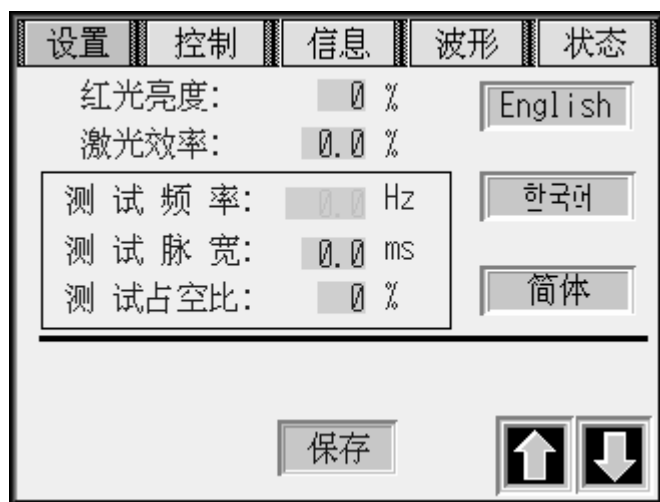 设置 控制 信息 波形 状态
红光亮度: 0 % English
激光效率: 0.0 %
测 试 频 率: 0.0 Hz 한국어
测 试 脉 宽: 0.0 ms
测 试占空比: 0 % 简体
保存